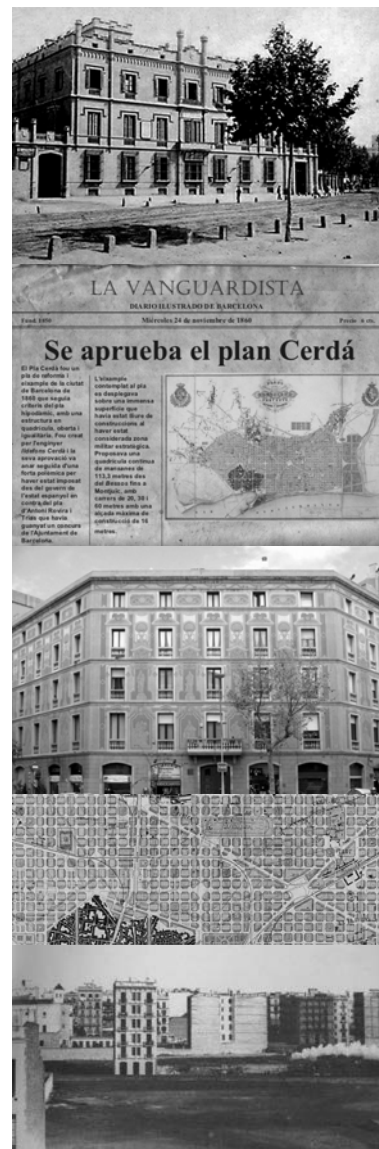 LA VANGUARDISTA
DIARIO ILUSTRADO DE BARCELONA
Miércoles 24 de noviembre de 1860
Precio: 6 cts.
Se aprueba el plan Cerdá
El Pla Cerdà fou un
pla de reforma i
eixample de la ciutat
de Barcelona de
1860 que seguia
criteris del pla
hipodàmic, amb una
estructura en
quadrícula, oberta i
igualitària. Fou creat
per l'enginyer
Ildefons Cerdà i la
seva aprovació va
anar seguida d'una
forta polèmica per
haver estat imposat
des del govern de
l'estat espanyol en
contra del pla
d'Antoni Rovira i
Trias que havia
guanyat un concurs
de l'Ajuntament de
Barcelona.
L'eixample
contemplat al pla
es desplegava
sobre una immensa
superfície que
havia estat lliure de
construccions al
haver estat
considerada zona
militar estratègica.
Proposava una
quadrícula contínua
de mansanes de
113,3 metres des
del Besòs fins a
Montjuïc, amb
carrers de 20, 30 i
60 metres amb una
alçada màxima de
construcció de 16
metres.